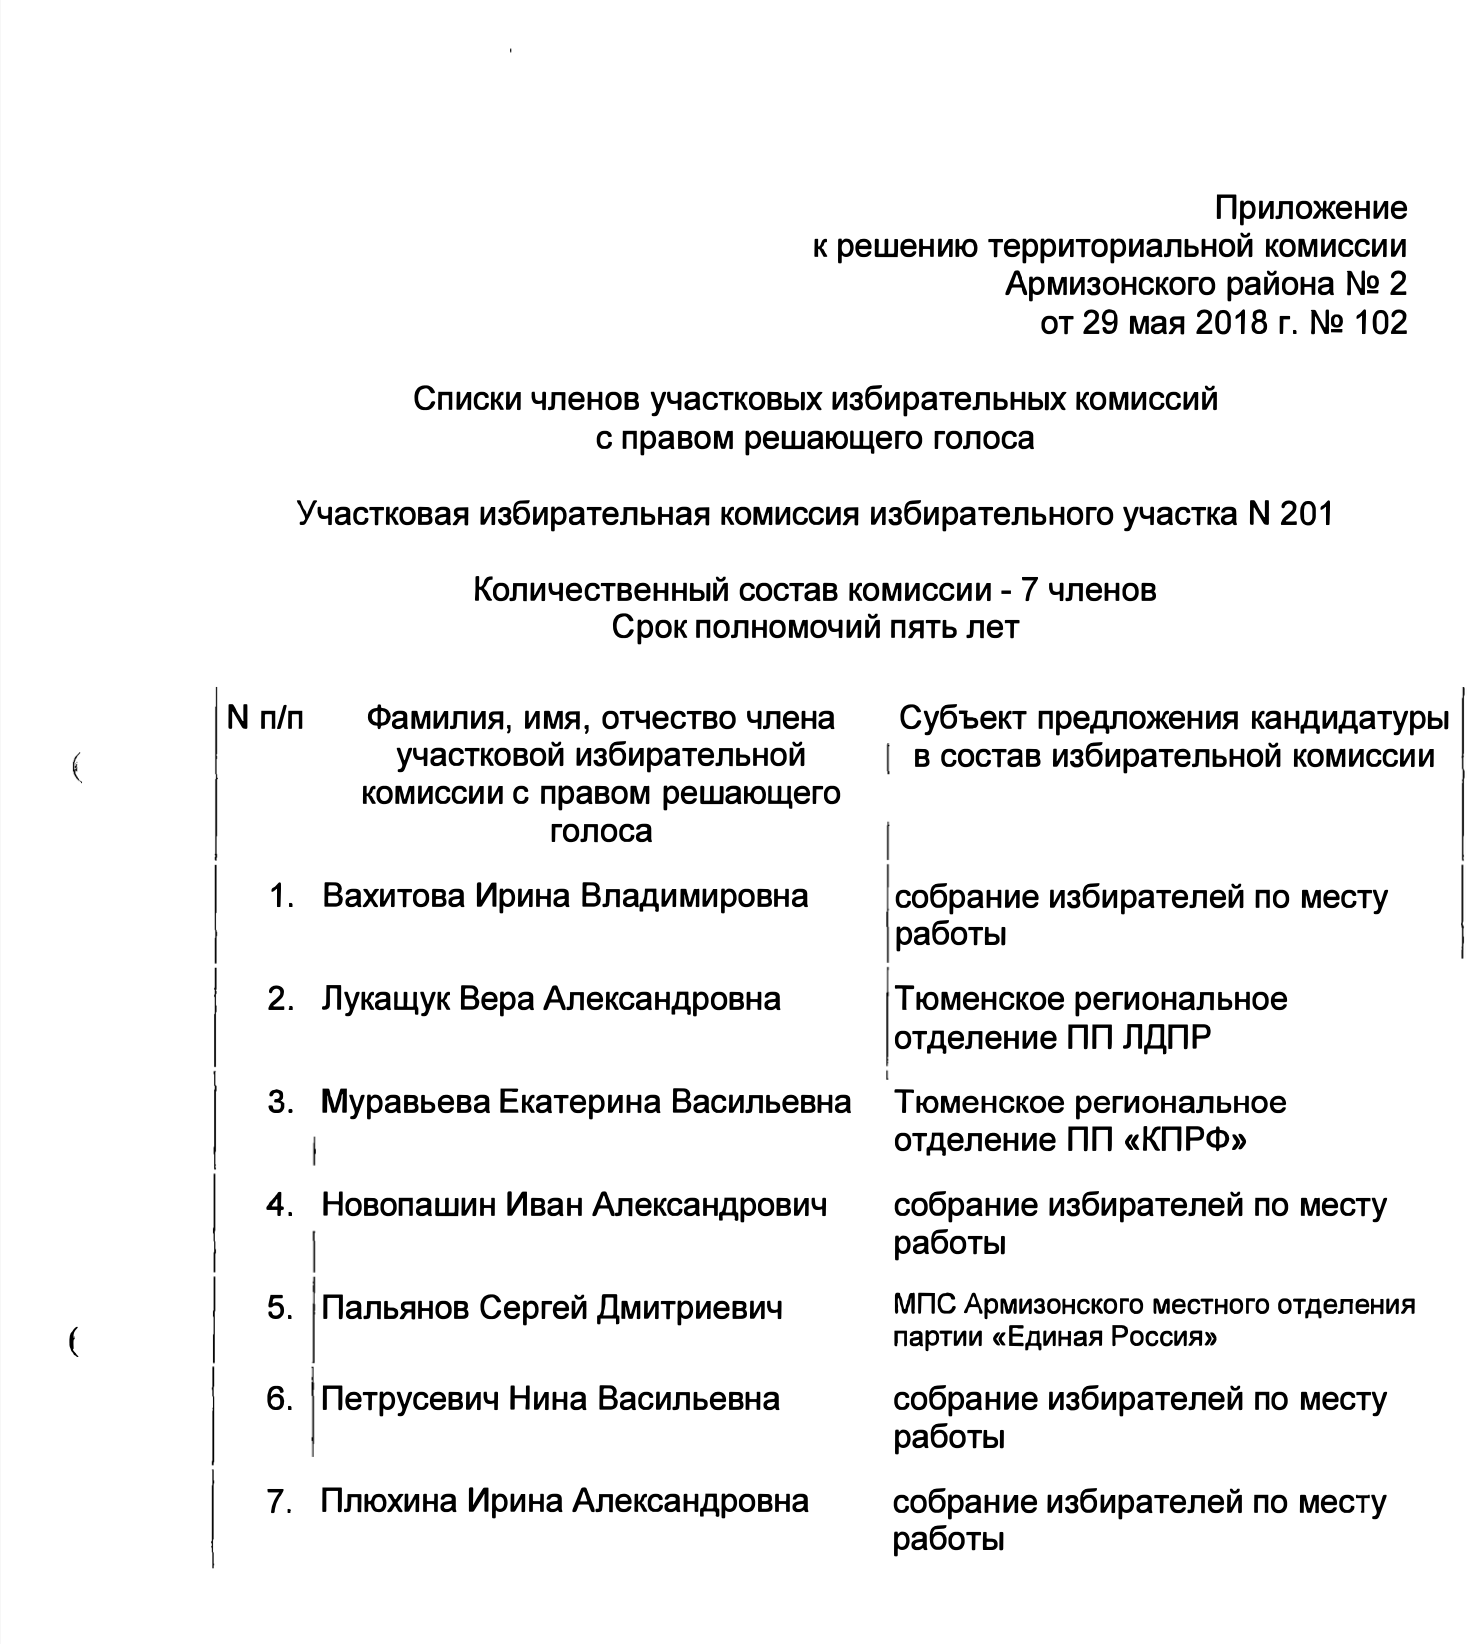 Приложение
к решению территориальной комиссии
Армизонского района № 2
от 29 мая 2018 г. № 102
Списки членов участковых избирательных комиссий
с правом решающего голоса
Участковая избирательная комиссия избирательного участка N 201
Количественный состав комиссии - 7 членов
Срок полномочий пять лет
N п/п
Фамилия, имя, отчество члена
участковой избирательной
комиссии с правом решающего
голоса
Субъект предложения кандидатуры
в состав избирательной комиссии
1. Вахитова Ирина Владимировна
собрание избирателей по месту
работы
2. Лукащук Вера Александровна
Тюменское региональное
отделение ПП ЛДПР
3. Муравьева Екатерина Васильевна
Тюменское региональное
отделение ПП «КПРФ»
4. Новопашин Иван Александрович
собрание избирателей по месту
работы
5. Пальянов Сергей Дмитриевич
МПС Армизонского местного отделения
партии «Единая Россия»
6. Петрусевич Нина Васильевна
собрание избирателей по месту
работы
7. Плюхина Ирина Александровна
собрание избирателей по месту
работы